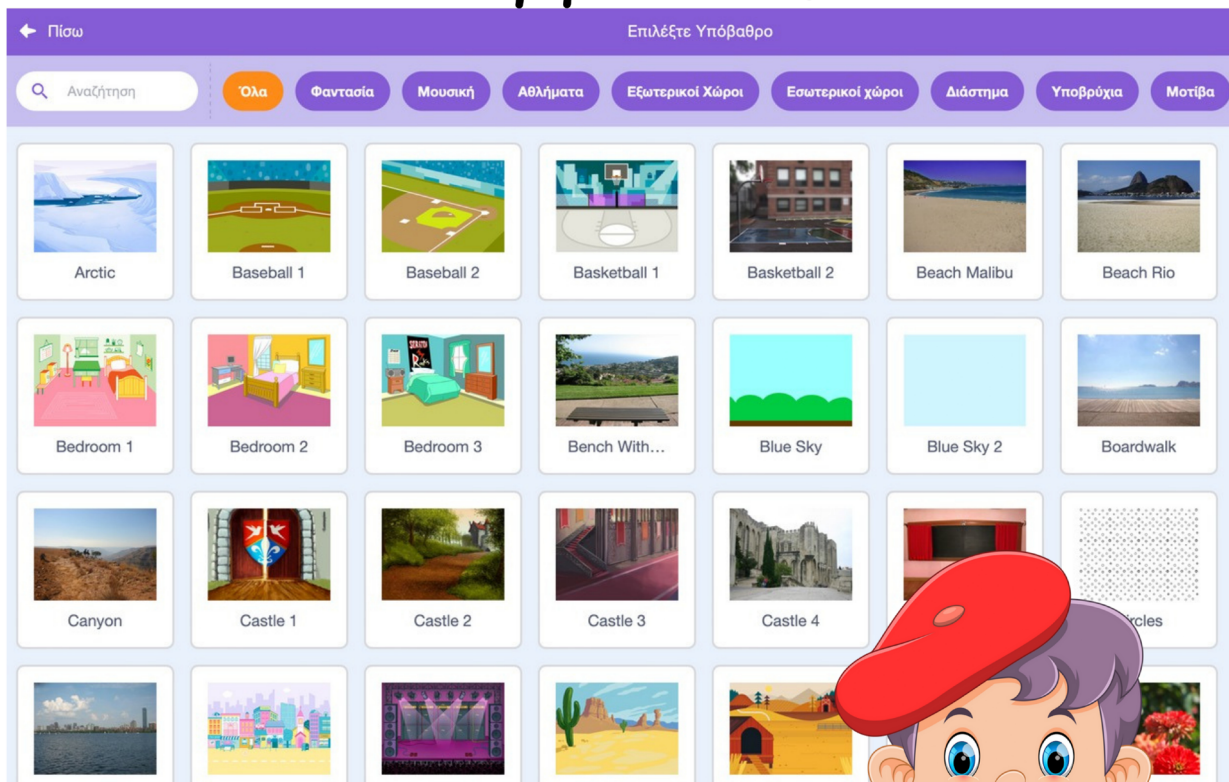 Πίσω
Επιλέξτε Υπόβαθρο
Αναζήτηση
Όλα Φαντασία Μουσική Αθλήματα Εξωτερικοί Χώροι Εσωτερικοί χώροι Διάστημα Υποβρύχια Μοτίβα
Arctic Baseball 1 Baseball 2 Basketball 1 Basketball 2 Beach Malibu Beach Rio
Bedroom 1 Bedroom 2 Bedroom 3 Bench With... Blue Sky Blue Sky 2 Boardwalk
Canyon Castle 1 Castle 2 Castle 3 Castle 4